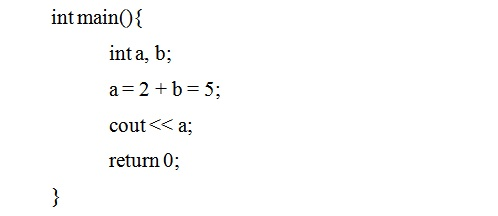 int main(){
int a, b;
a = 2 + b = 5;
cout << a;
return 0;
}